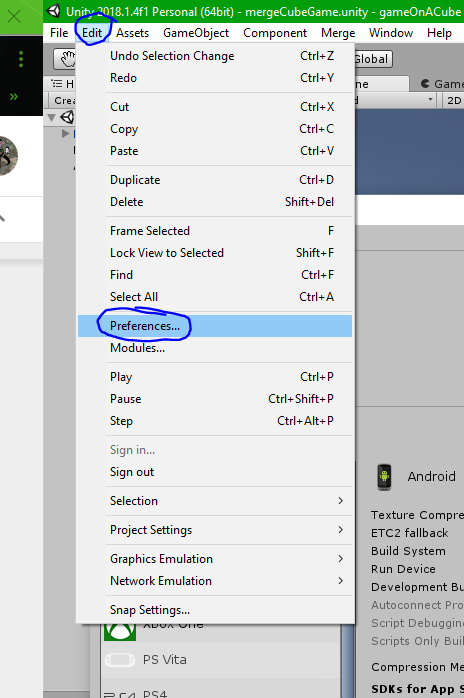 Unity 2018.1.4f1 Personal (64bit) - mergeCubeGame.unity - gameOnACube
File Edit Assets GameObject Component Merge Window Help
Global
Undo Selection Change Ctrl+Z
Redo Ctrl+Y
Cut Ctrl+X
Copy Ctrl+C
Paste Ctrl+V
Duplicate Ctrl+D
Delete Shift+Del
Frame Selected F
Lock View to Selected Shift+F
Find Ctrl+F
Select All Ctrl+A
Preferences...
Modules...
Play Ctrl+P
Pause Ctrl+Shift+P
Step Ctrl+Alt+P
Sign in...
Sign out
Selection
Project Settings
Graphics Emulation
Network Emulation
Snap Settings...
2D
Android
Texture Compre
ETC2 fallback
Build System
Run Device
Development Bu
Autoconnect Pro
Script Debugging
Scripts Only Buil
Compression Me
SDKs for App S
Xbox One
PS Vita
PS4